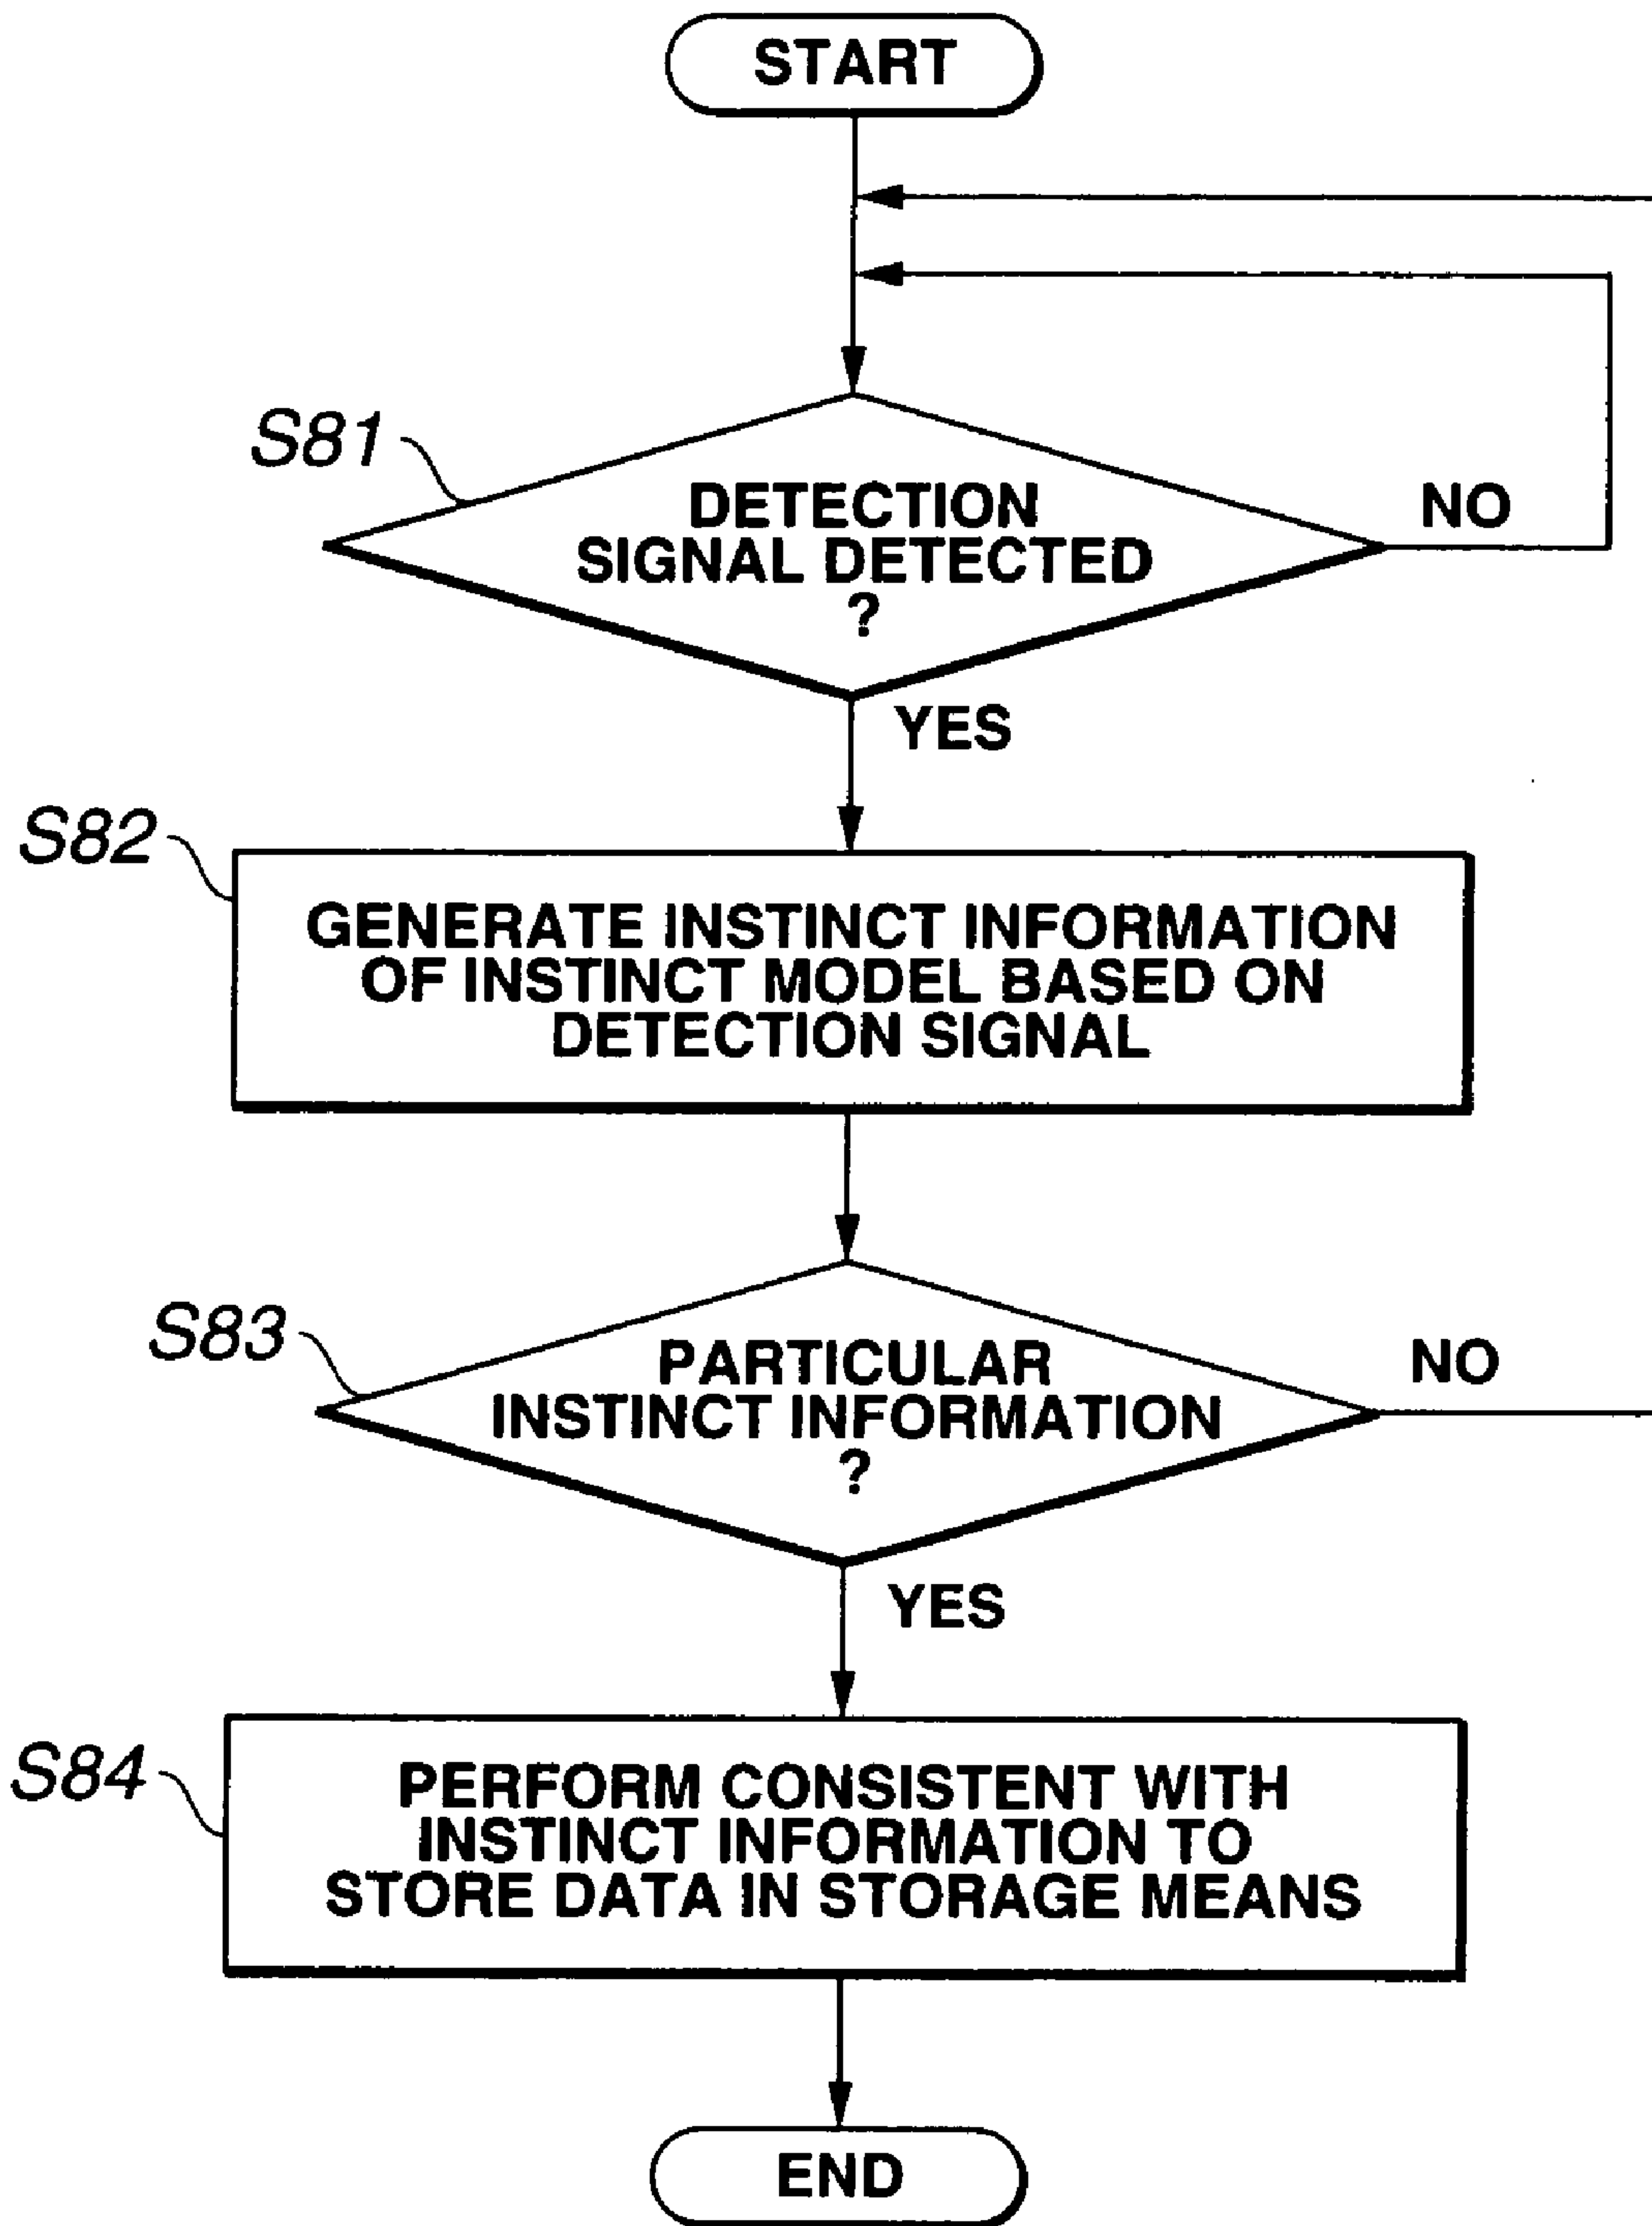 START
S81
DETECTION
SIGNAL DETECTED
?
NO
YES
S82
GENERATE INSTINCT INFORMATION
OF INSTINCT MODEL BASED ON
DETECTION SIGNAL
S83
PARTICULAR
INSTINCT INFORMATION
?
NO
YES
S84
PERFORM CONSISTENT WITH
INSTINCT INFORMATION TO
STORE DATA IN STORAGE MEANS
END